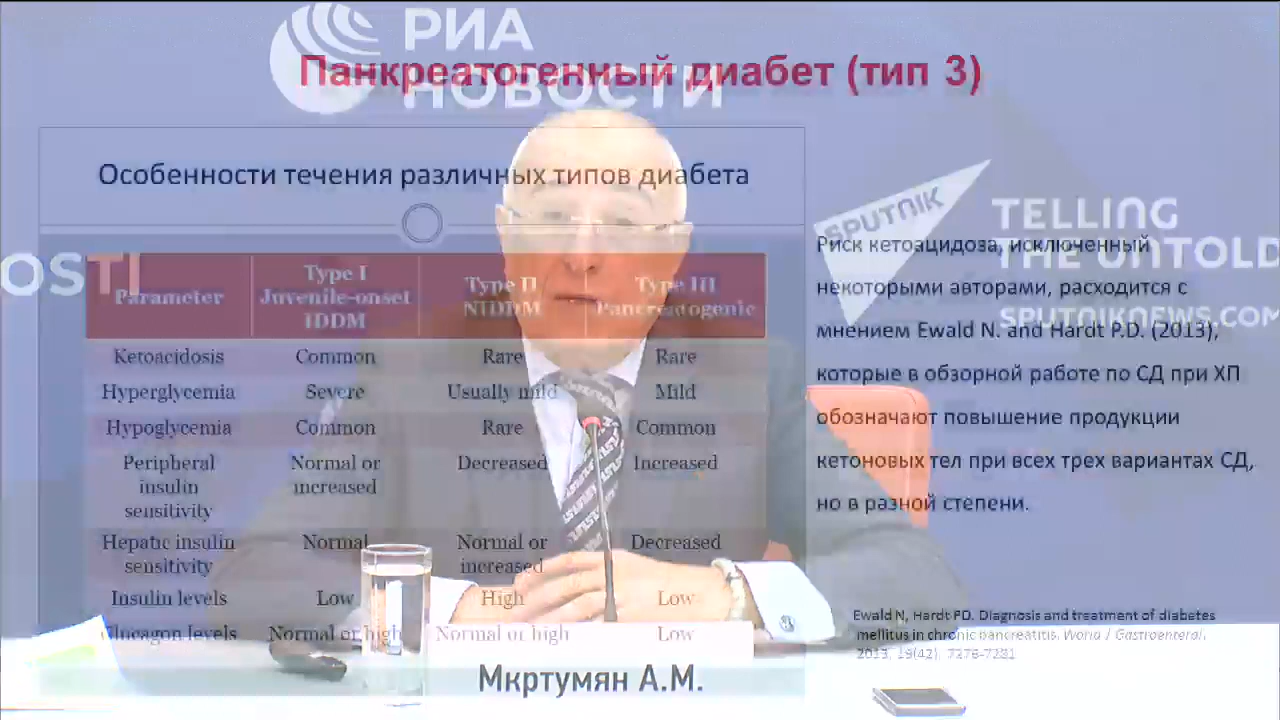 РИА
НОВОСТИ
Панкреатогенный диабет (тип 3)
Особенности течения различных типов диабета
SPUTNIK
TELLING
THE UNTOLD
SPUTNIKNEWS.COM
OSTI
Parameter
Type I
Juvenile-onset
IDDM
Type II
NIDDM
Type III
Pancreatogenic
Ketoacidosis Common Rare Rare
Hyperglycemia Severe Usually mild Mild
Hypoglycemia Common Rare Common
Peripheral
insulin
sensitivity
Normal or
increased
Decreased
Increased
Hepatic insulin
sensitivity
Normal
Normal or
increased
Decreased
Insulin levels Low High Low
Glucagon levels Normal or high Normal or high Low
Риск кетоацидоза, исключенный
некоторыми авторами, расходится с
мнением Ewald N. and Hardt P.D. (2013),
которые в обзорной работе по СД при ХП
обозначают повышение продукции
кетоновых тел при всех трех вариантах СД,
но в разной степени.
Ewald N, Hardt PD. Diagnosis and treatment of diabetes
mellitus in chronic pancreatitis. World J Gastroenterol.
2013, 19(42), 7276-7281
Мкртумян А.М.